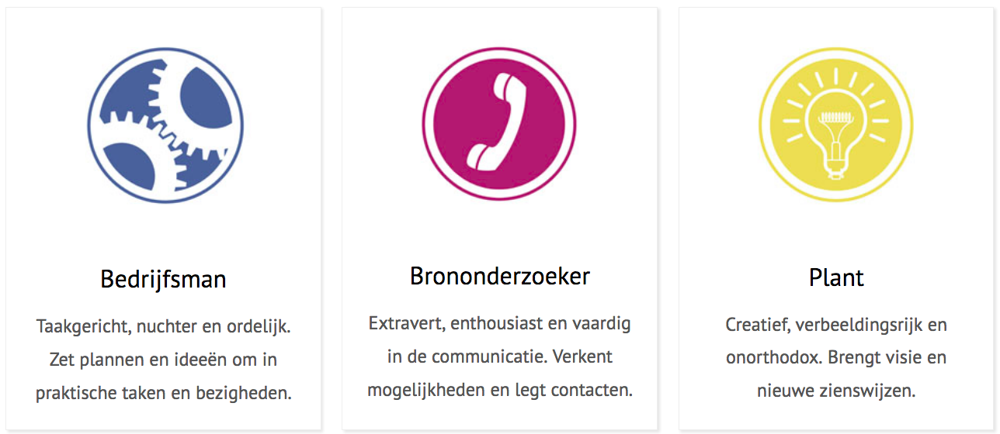 Bedrijfsman
Taakgericht, nuchter en ordelijk.
Zet plannen en ideeën om in
praktische taken en bezigheden.
Brononderzoeker
Extravert, enthousiast en vaardig
in de communicatie. Verkent
mogelijkheden en legt contacten.
Plant
Creatief, verbeeldingsrijk en
onorthodox. Brengt visie en
nieuwe zienswijzen.